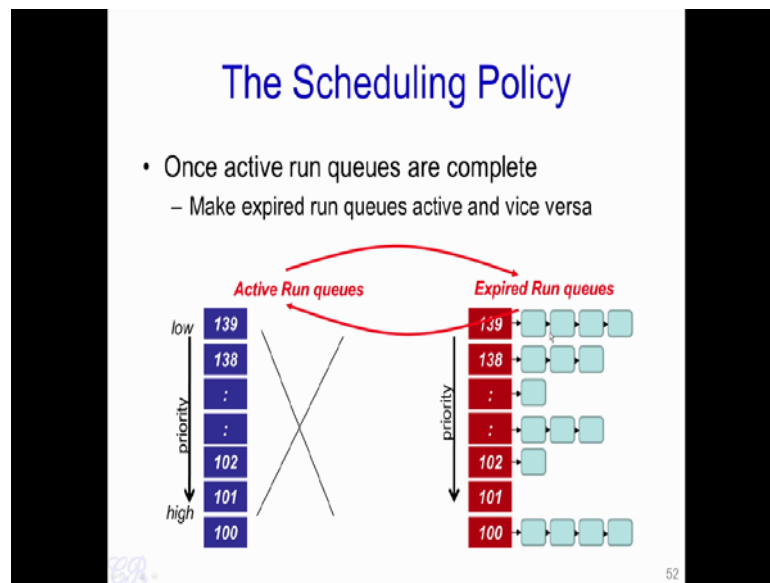 The Scheduling Policy
• Once active run queues are complete
– Make expired run queues active and vice versa
Active Run queues
Expired Run queues
low
139
138
:
:
102
101
100
priority
high
139
138
:
:
102
101
100
priority
52